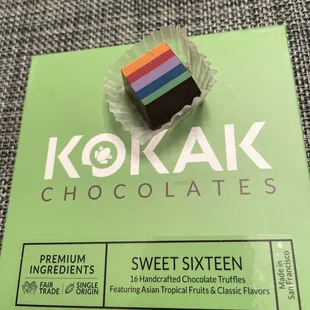 KOKAK
CHOCOLATES
PREMIUM
INGREDIENTS
FAIR
TRADE
SINGLE
ORIGIN
SWEET SIXTEEN
16 Handcrafted Chocolate Truffles
Featuring Asian Tropical Fruits & Classic Flavors
Made in
San Francisco